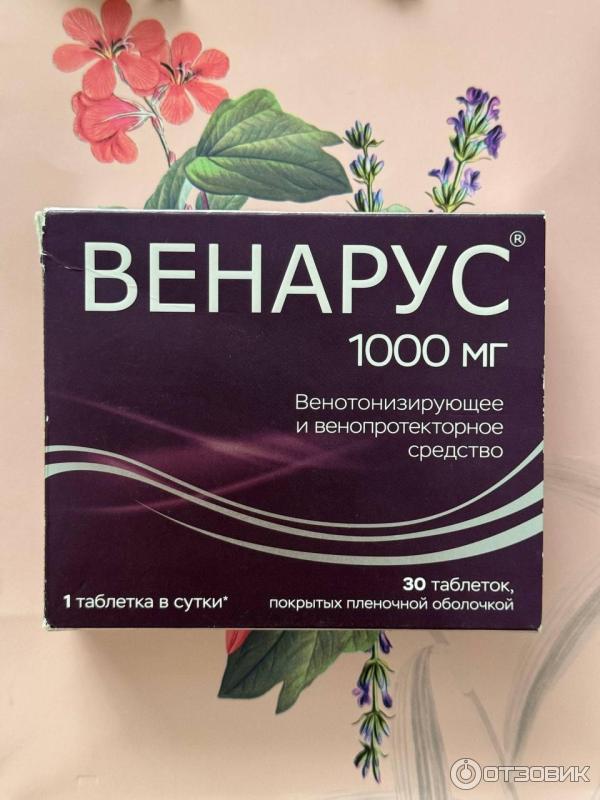 ВЕНАРУС®
1000 мг
Венотонизирующее
и венопротекторное
средство
30 таблеток,
1 таблетка в сутки*
покрытых пленочной оболочкой
ОТЗОВИК